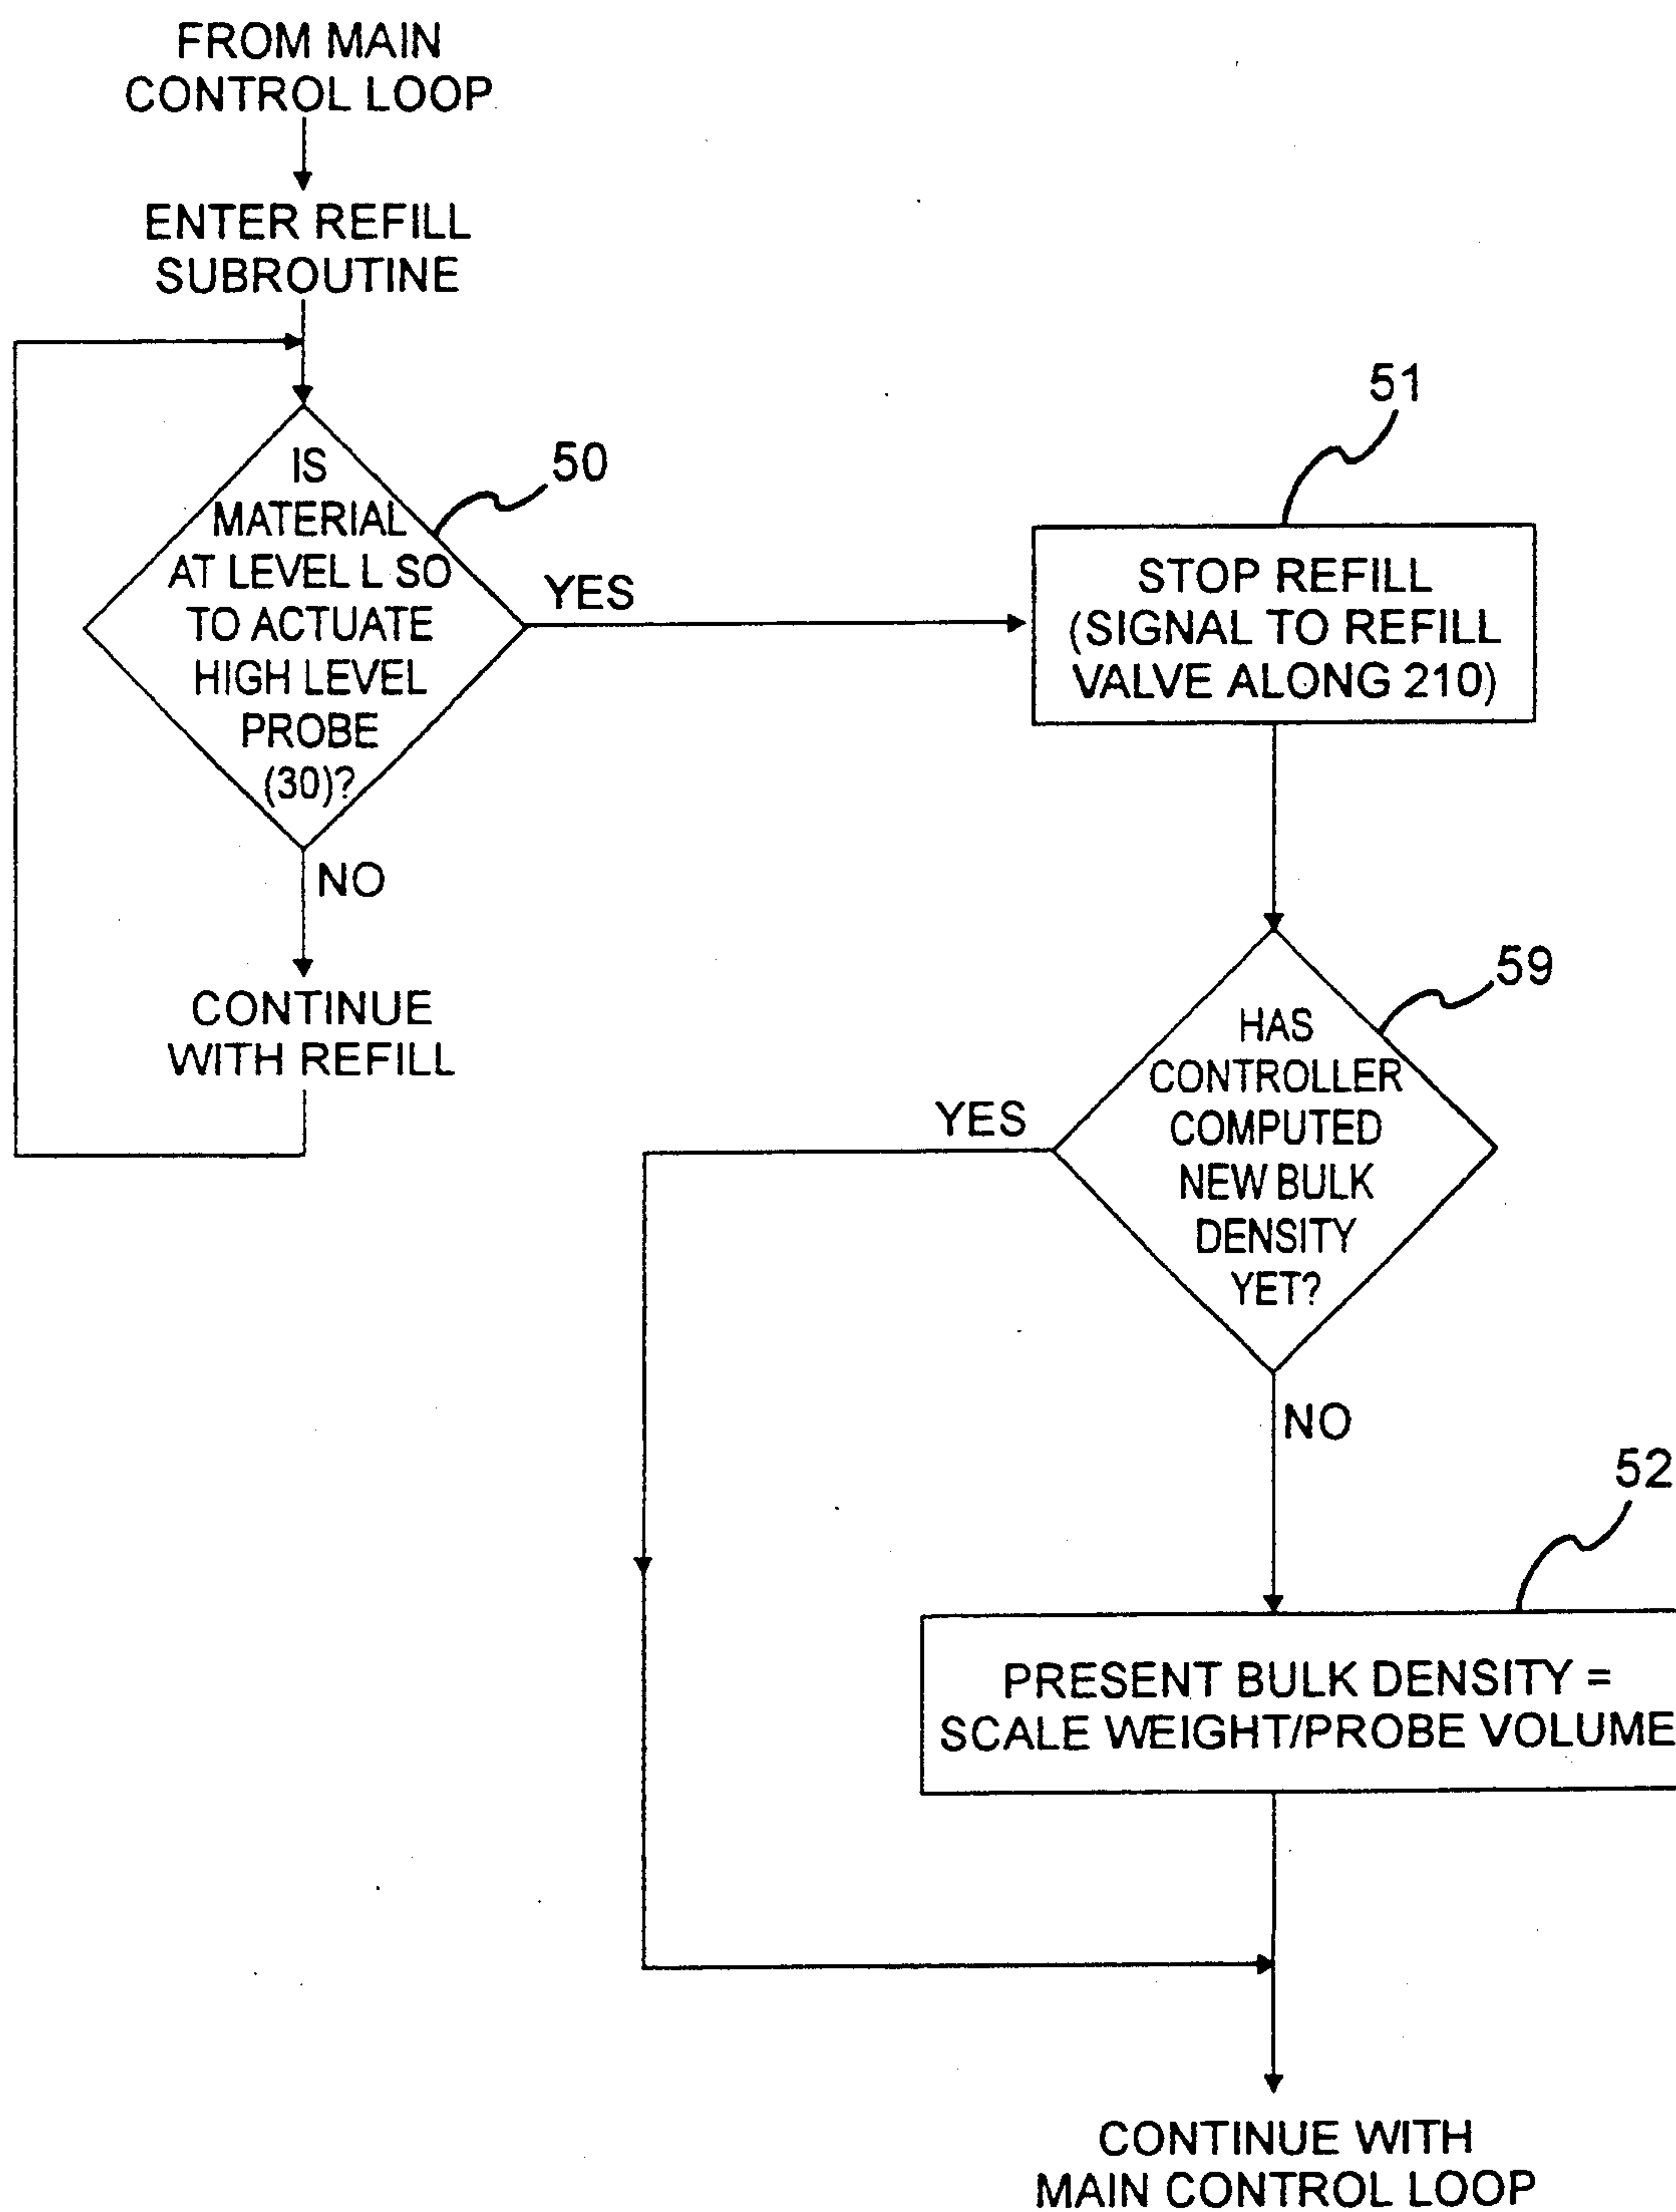 FROM MAIN
CONTROL LOOP
ENTER REFILL
SUBROUTINE
IS
MATERIAL
AT LEVEL L SO
TO ACTUATE
HIGH LEVEL
PROBE
(30)?
50
YES
NO
CONTINUE
WITH REFILL
51
STOP REFILL
(SIGNAL TO REFILL
VALVE ALONG 210)
59
HAS
CONTROLLER
COMPUTED
NEW BULK
DENSITY
YET?
YES
NO
52
PRESENT BULK DENSITY =
SCALE WEIGHT/PROBE VOLUME
CONTINUE WITH
MAIN CONTROL LOOP